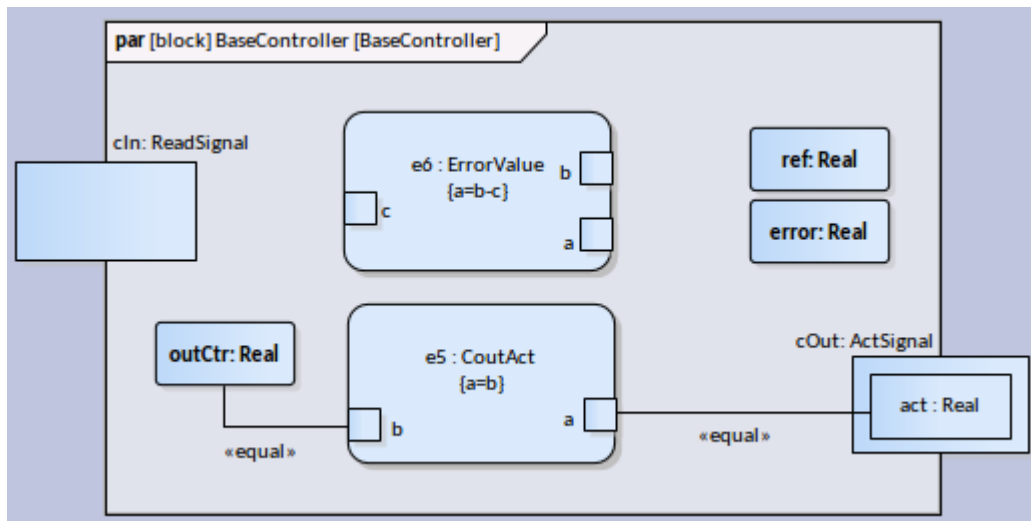 par [block] BaseController [BaseController]
cIn: ReadSignal
e6 : ErrorValue
{a=b-c}
b
c
a
ref: Real
error: Real
outCtr: Real
e5 : CoutAct
{a=b}
b
a
«equal»
«equal»
cOut: ActSignal
act : Real